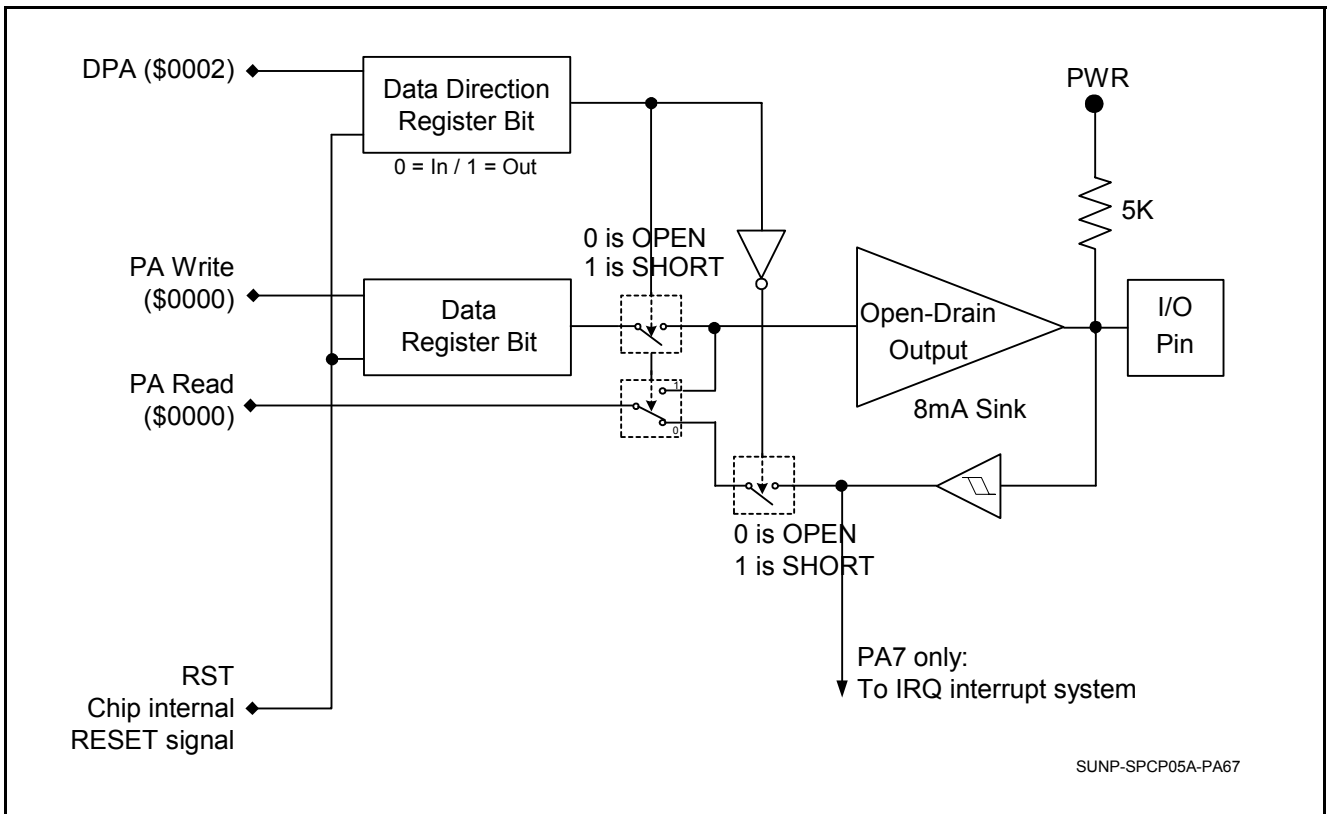 DPA ($0002)
Data Direction
Register Bit
0 = In / 1 = Out
PWR
5K
0 is OPEN
1 is SHORT
PA Write
($0000)
Data
Register Bit
Open-Drain
Output
8mA Sink
I/O
Pin
PA Read
($0000)
1
0
0 is OPEN
1 is SHORT
PA7 only:
To IRQ interrupt system
RST
Chip internal
RESET signal
SUNP-SPCP05A-PA67